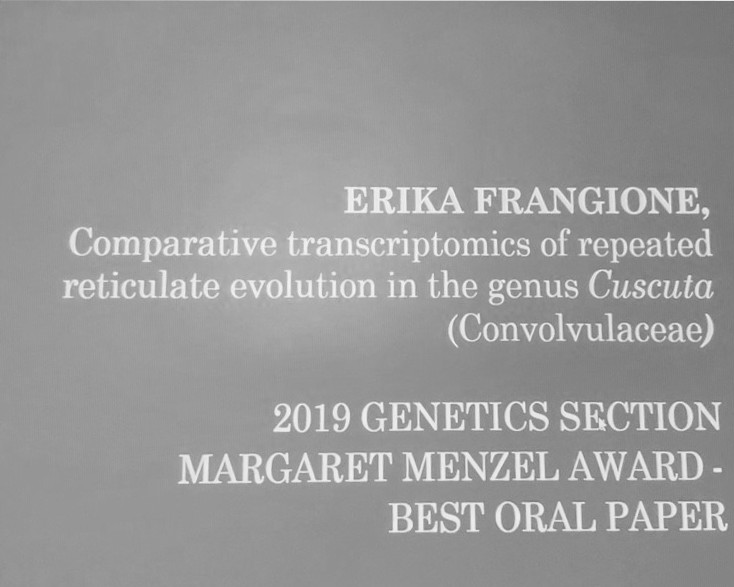 ERIKA FRANGIONE,
Comparative transcriptomics of repeated
reticulate evolution in the genus Cuscuta
(Convolvulaceae)
2019 GENETICS SECTION
MARGARET MENZEL AWARD -
BEST ORAL PAPER